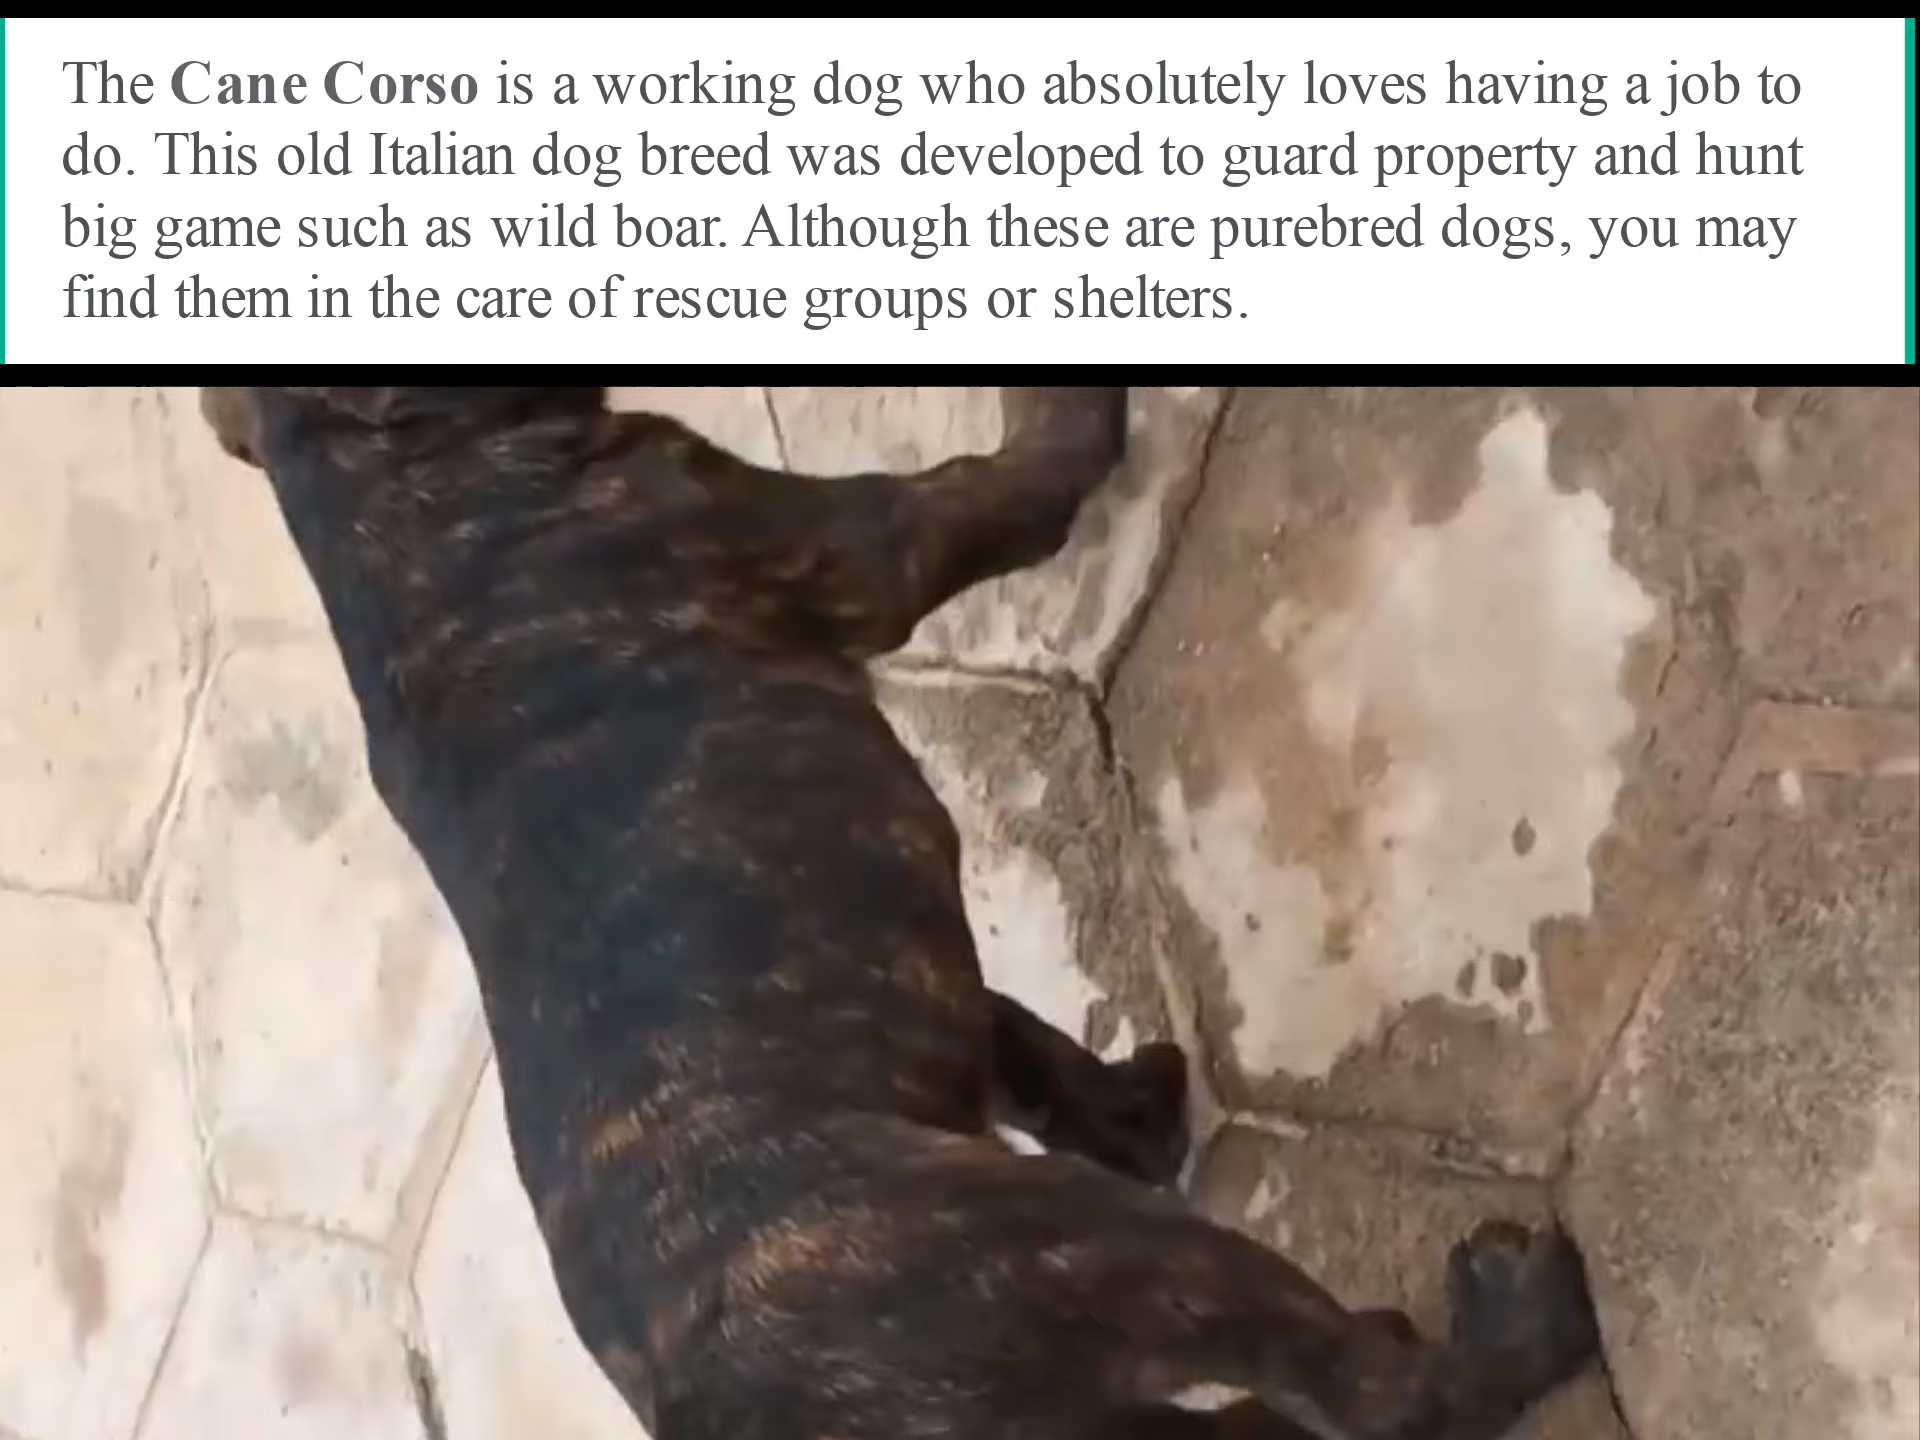 The Cane Corso is a working dog who absolutely loves having a job to
do. This old Italian dog breed was developed to guard property and hunt
big game such as wild boar. Although these are purebred dogs, you may
find them in the care of rescue groups or shelters.